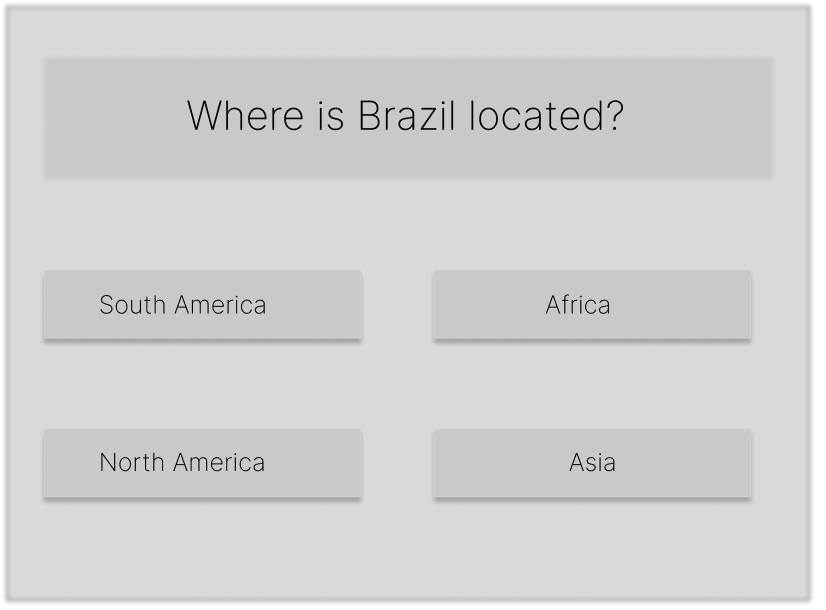 Where is Brazil located?
South America
Africa
North America
Asia